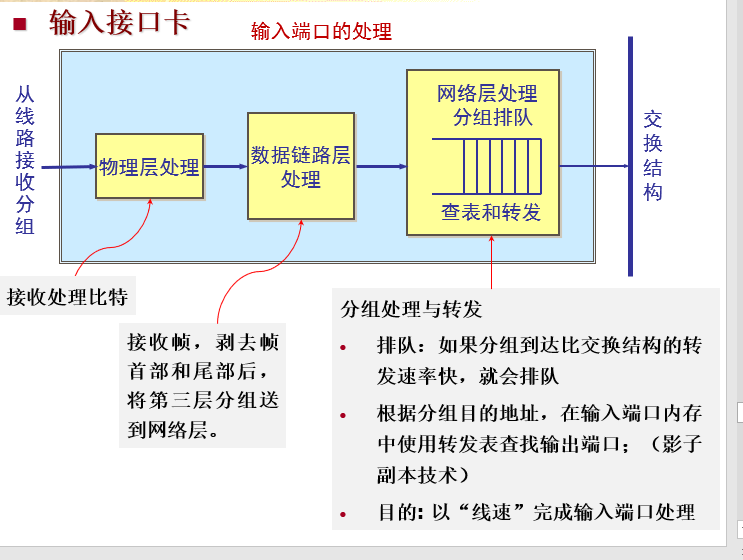 ■ 输入接口卡
输入端口的处理
从线路接收分组
物理层处理
数据链路层
处理
网络层处理
分组排队
查表和转发
交换结构
接收处理比特
接收帧，剥去帧
首部和尾部后，
将第三层分组送
到网络层。
分组处理与转发
• 排队：如果分组到达比交换结构的转
发速率快，就会排队
• 根据分组目的地址，在输入端口内存
中使用转发表查找输出端口；（影子
副本技术）
• 目的：以“线速”完成输入端口处理